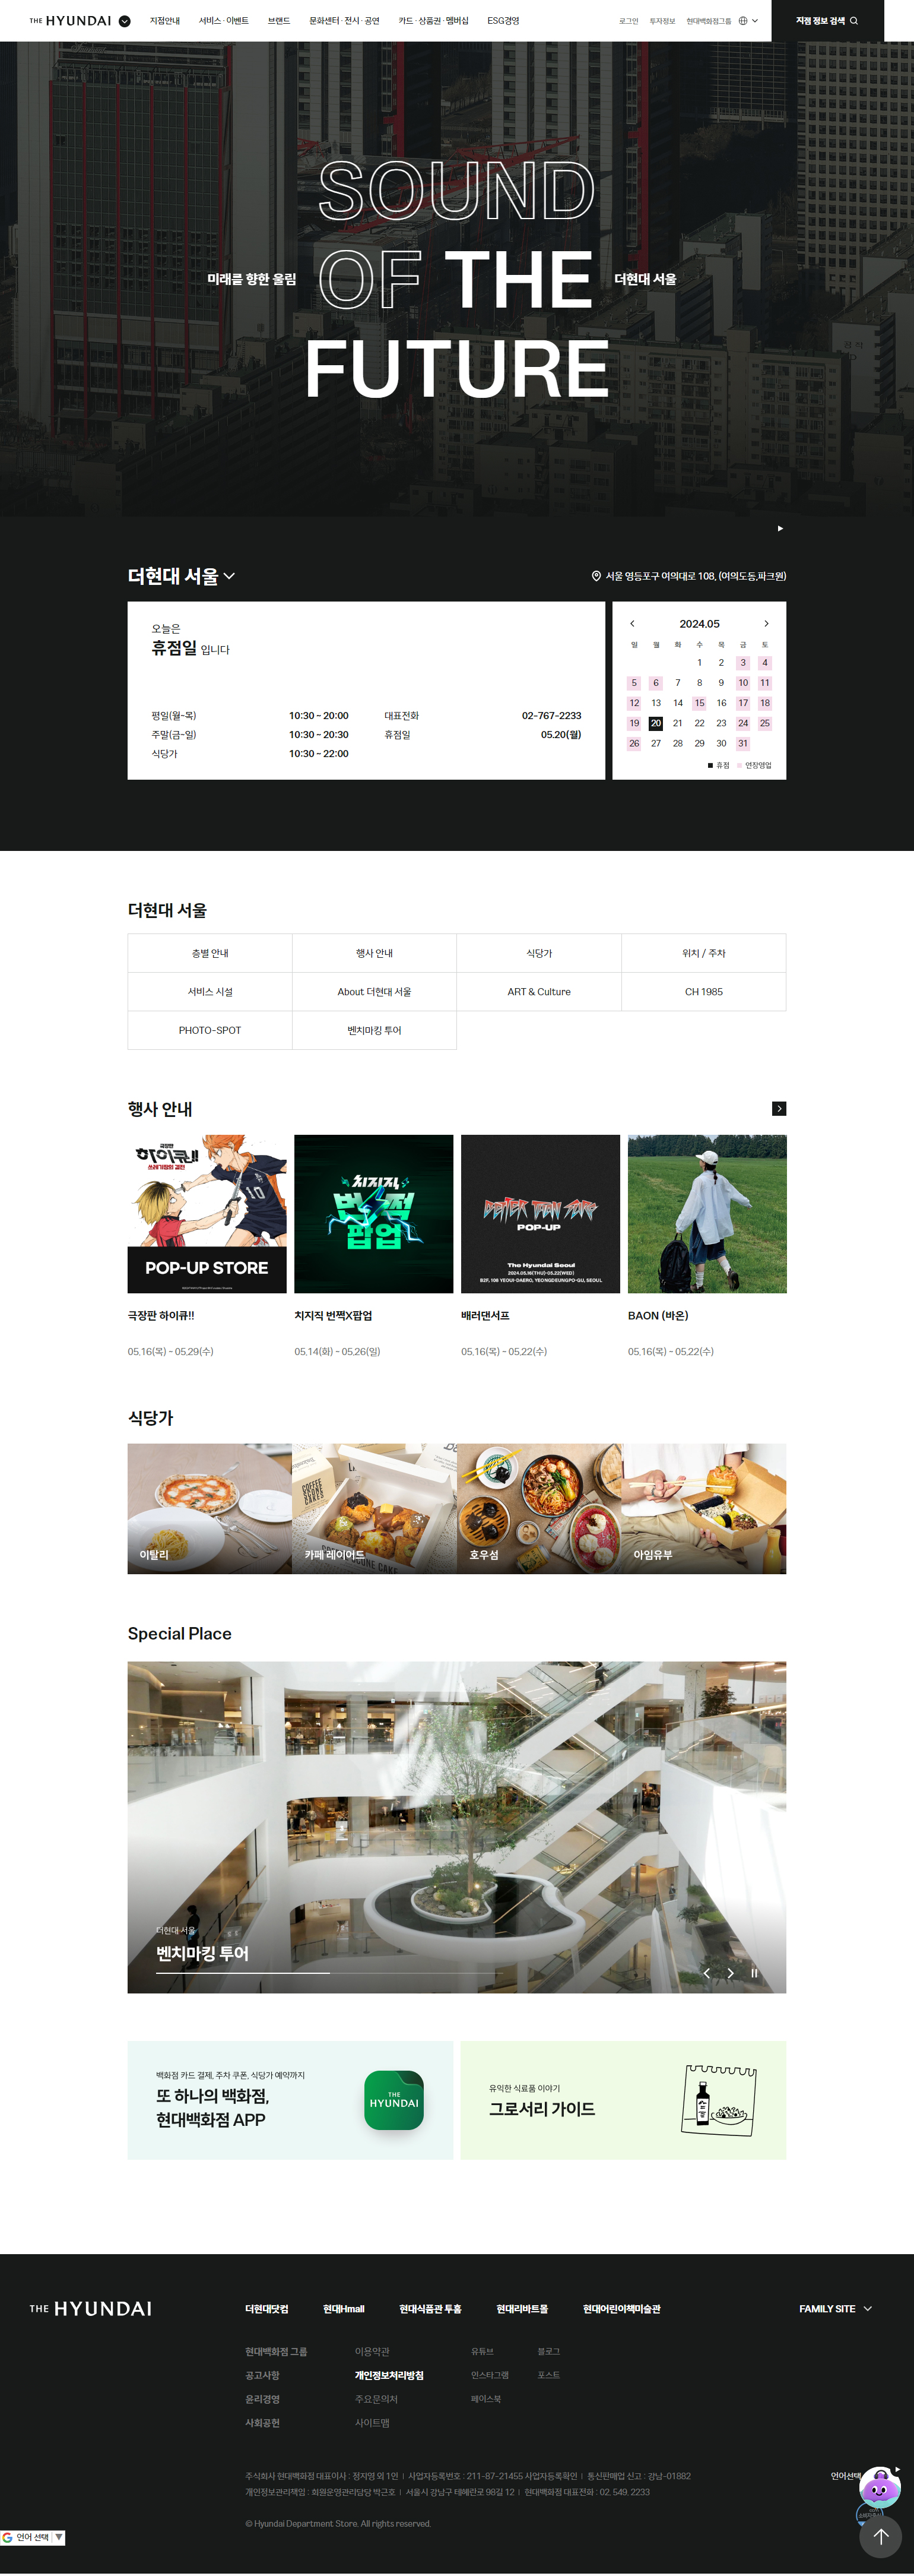 THE HYUNDAI
지점안내
서비스 · 이벤트
브랜드
문화센터 · 전시 · 공연
카드 · 상품권 · 멤버십
ESG경영
로그인
투자정보
현대백화점그룹
지점 정보 검색
SOUND
미래를 향한 울림
OF THE
더현대 서울
FUTURE
더현대 서울
서울 영등포구 여의대로 108, (여의도동,파크원)
오늘은
휴점일 입니다
평일(월~목) 10:30 ~ 20:00
대표전화 02-767-2233
주말(금~일) 10:30 ~ 20:30
휴점일 05.20(월)
식당가 10:30 ~ 22:00
2024.05
일 월 화 수 목 금 토
1 2 3 4
5 6 7 8 9 10 11
12 13 14 15 16 17 18
19 20 21 22 23 24 25
26 27 28 29 30 31
휴점 연장영업
더현대 서울
층별 안내
행사 안내
식당가
위치 / 주차
서비스 시설
About 더현대 서울
ART & Culture
CH 1985
PHOTO-SPOT
벤치마킹 투어
행사 안내
극장판
하이큐!!
쓰레기장의 결전
10
POP-UP STORE
치지직
번쩍
팝업
BETTER THAN SURF
POP-UP
The Hyundai Seoul
2024.05.16(THU)-05.22(WED)
B2F, 108 YEOUI-DAERO, YEONGDEUNGPO-GU, SEOUL
극장판 하이큐!!
05.16(목) ~ 05.29(수)
치지직 번쩍X팝업
05.14(화) ~ 05.26(일)
배러댄서프
05.16(목) ~ 05.22(수)
BAON (바온)
05.16(목) ~ 05.22(수)
식당가
이탈리
카페 레이어드
호우섬
아임유부
Special Place
더현대 서울
벤치마킹 투어
백화점 카드 결제, 주차 쿠폰, 식당가 예약까지
또 하나의 백화점,
현대백화점 APP
THE
HYUNDAI
유익한 식료품 이야기
그로서리 가이드
THE HYUNDAI
더현대닷컴
현대Hmall
현대식품관 투홈
현대리바트몰
현대어린이책미술관
FAMILY SITE
현대백화점 그룹
이용약관
유튜브
블로그
공고사항
개인정보처리방침
인스타그램
포스트
윤리경영
주요문의처
페이스북
사회공헌
사이트맵
주식회사 현대백화점 대표이사 : 정지영 외 1인 | 사업자등록번호 : 211-87-21455 사업자등록확인 | 통신판매업 신고 : 강남-01882
언어선택
개인정보관리책임 : 회원운영관리담당 박근호 | 서울시 강남구 테헤란로 98길 12 | 현대백화점 대표전화 : 02. 549. 2233
© Hyundai Department Store. All rights reserved.
언어 선택